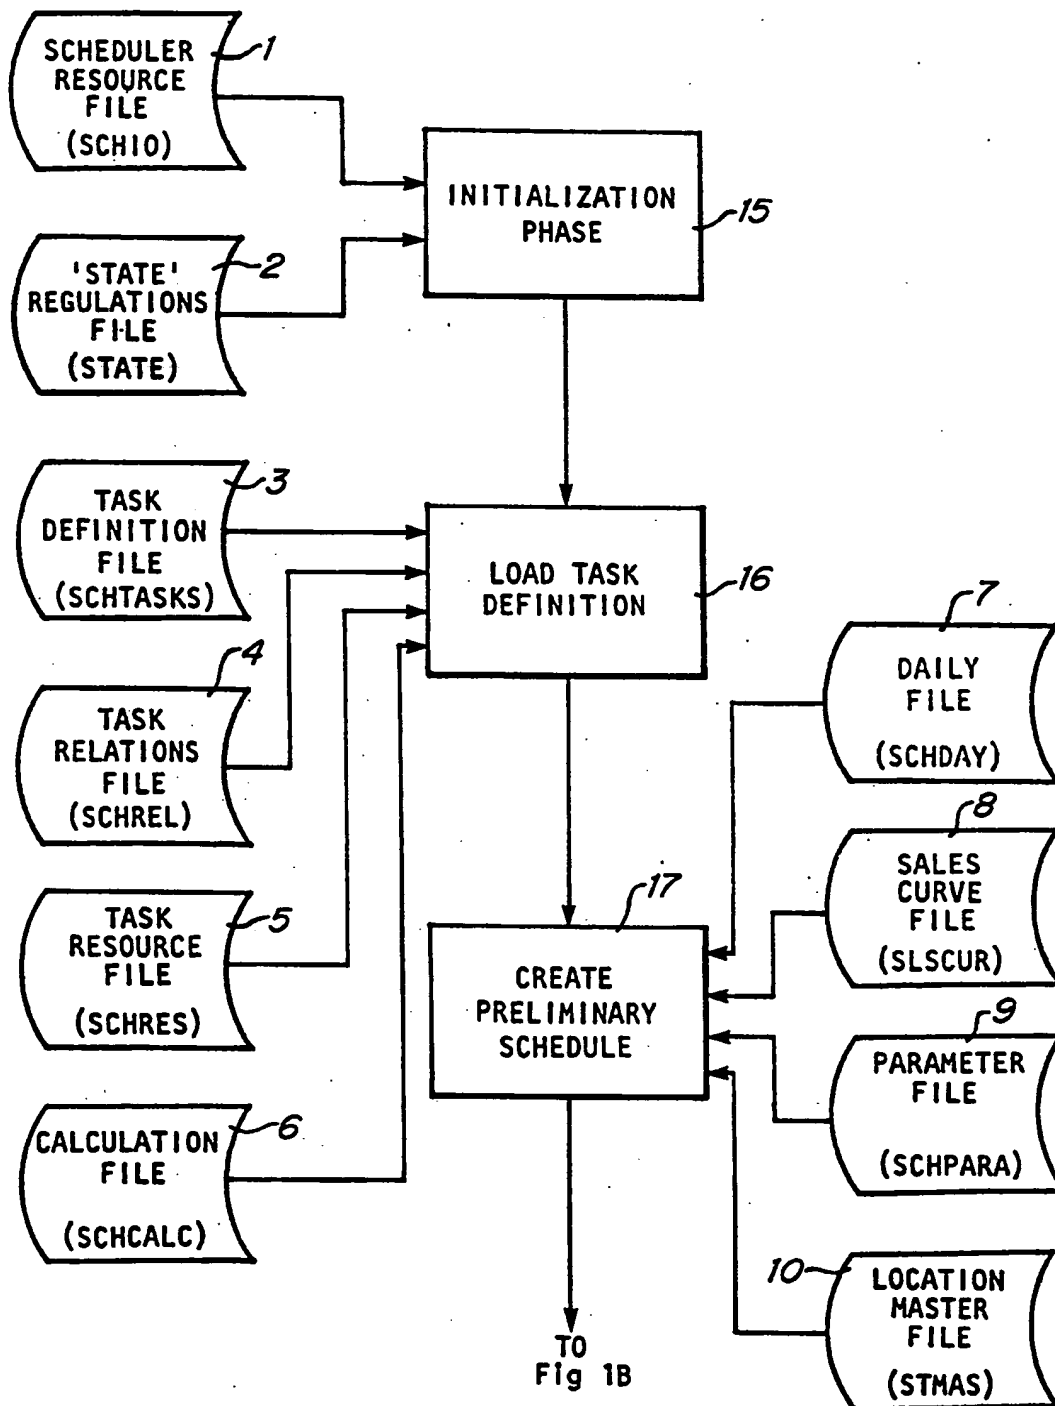 SCHEDULER
RESOURCE
FILE
(SCHIO)
1
'STATE'
REGULATIONS
FILE
(STATE)
2
INITIALIZATION
PHASE
15
TASK
DEFINITION
FILE
(SCHTASKS)
3
LOAD TASK
DEFINITION
16
TASK
RELATIONS
FILE
(SCHREL)
4
TASK
RESOURCE
FILE
(SCHRES)
5
CALCULATION
FILE
(SCHCALC)
6
DAILY
FILE
(SCHDAY)
7
SALES
CURVE
FILE
(SLSCUR)
8
CREATE
PRELIMINARY
SCHEDULE
17
PARAMETER
FILE
(SCHPARA)
9
LOCATION
MASTER
FILE
(STMAS)
10
TO
Fig 1B